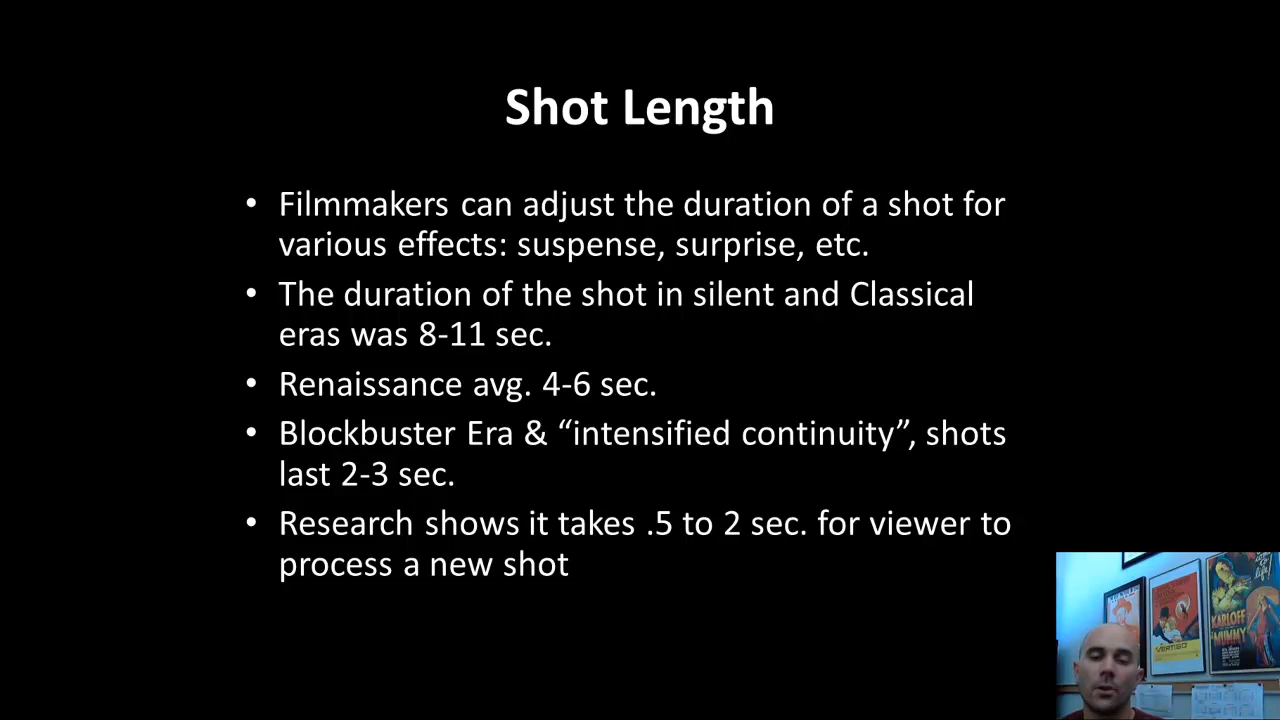 Shot Length
• Filmmakers can adjust the duration of a shot for
various effects: suspense, surprise, etc.
• The duration of the shot in silent and Classical
eras was 8-11 sec.
• Renaissance avg. 4-6 sec.
• Blockbuster Era & “intensified continuity”, shots
last 2-3 sec.
• Research shows it takes .5 to 2 sec. for viewer to
process a new shot
to life!
KARLOFF
MUMMY
VERTIGO